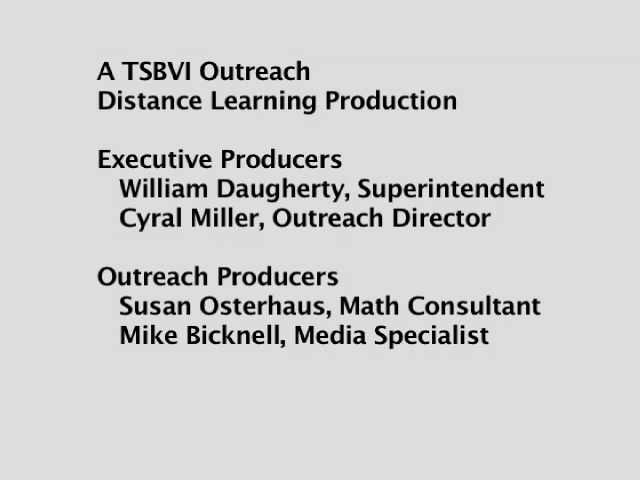 A TSBVI Outreach
Distance Learning Production
Executive Producers
William Daugherty, Superintendent
Cyral Miller, Outreach Director
Outreach Producers
Susan Osterhaus, Math Consultant
Mike Bicknell, Media Specialist